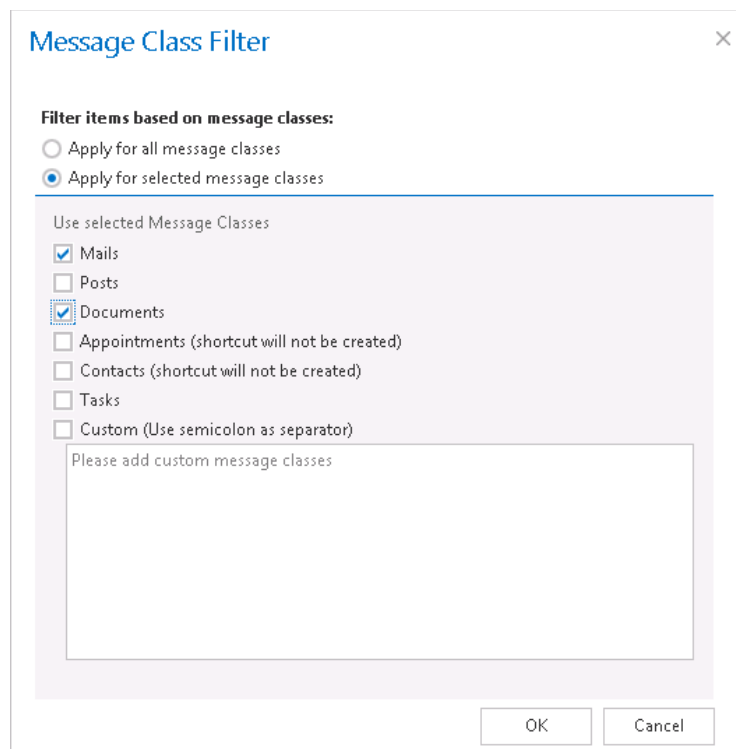 Message Class Filter
Filter items based on message classes:
Apply for all message classes
Apply for selected message classes
Use selected Message Classes
Mails
Posts
Documents
Appointments (shortcut will not be created)
Contacts (shortcut will not be created)
Tasks
Custom (Use semicolon as separator)
Please add custom message classes
OK
Cancel